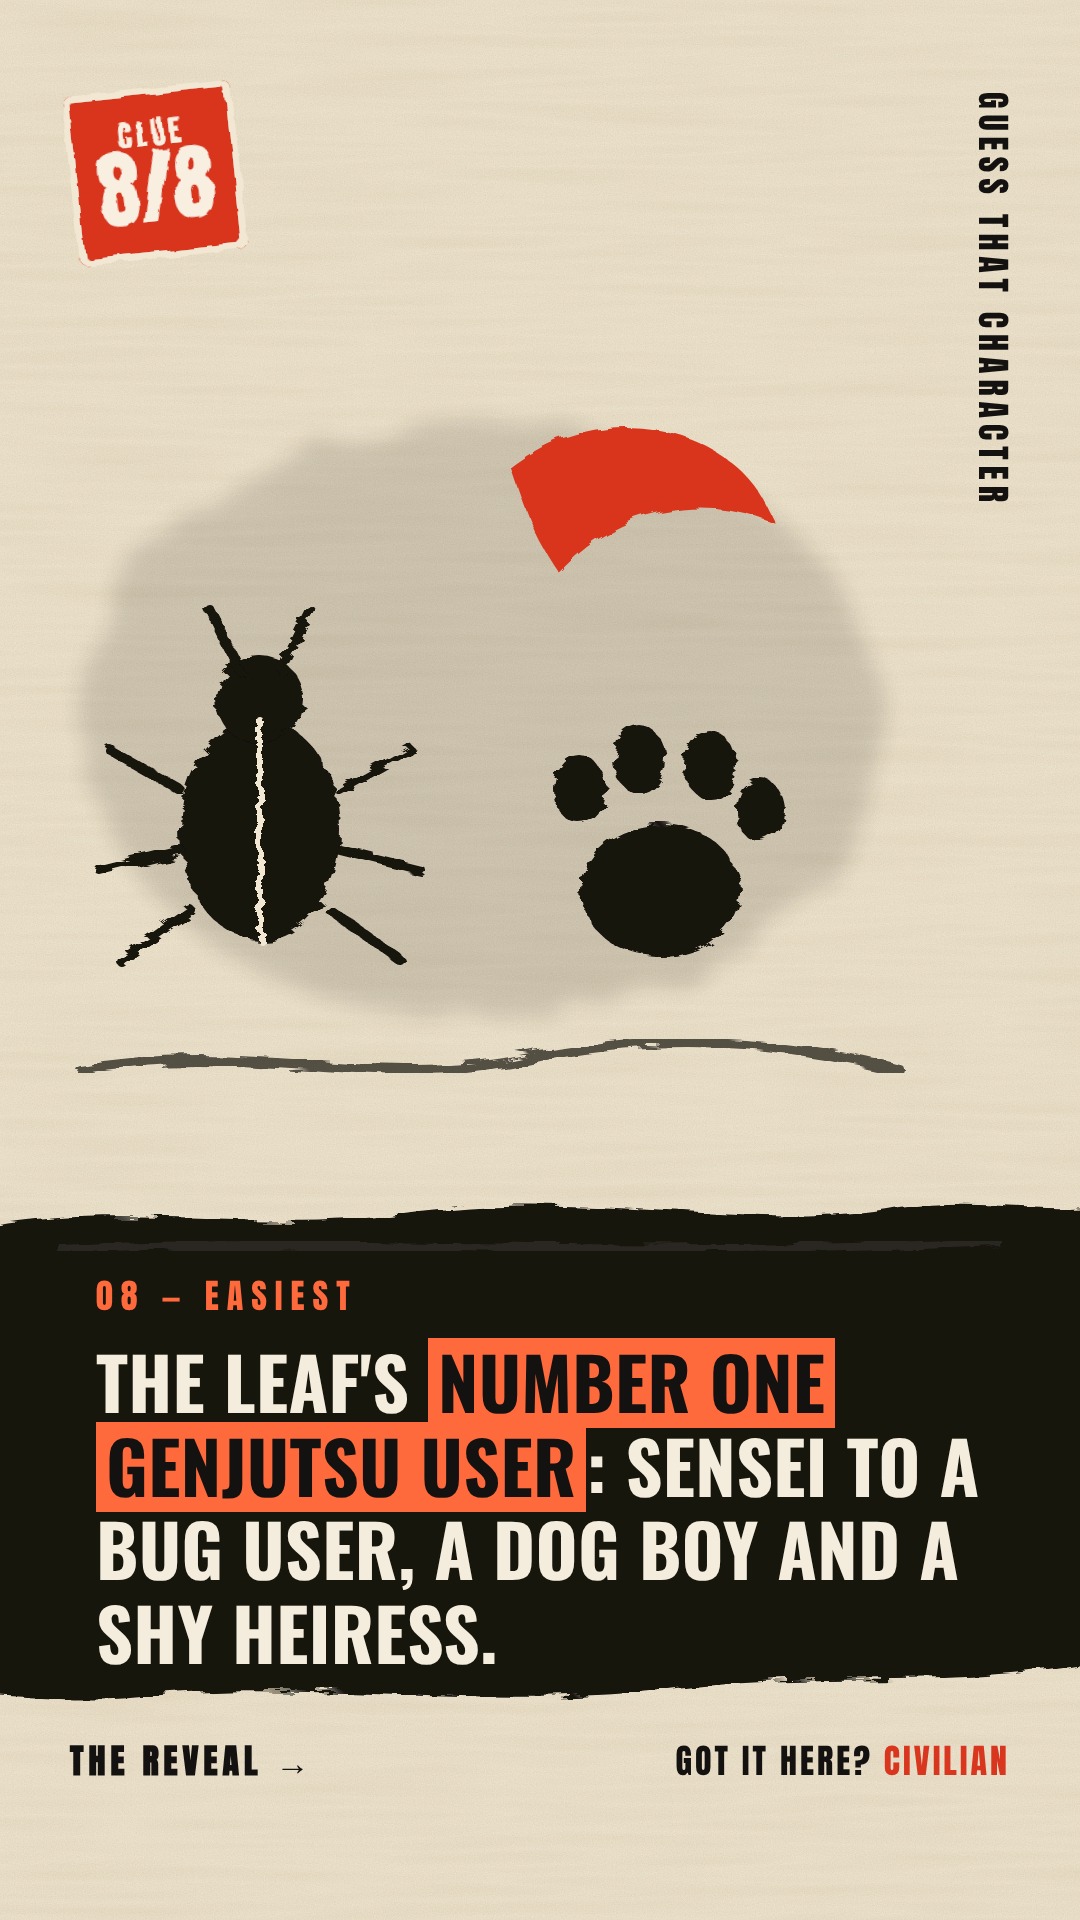 CLUE
8/8
GUESS THAT CHARACTER
08 – EASIEST
THE LEAF'S NUMBER ONE
GENJUTSU USER: SENSEI TO A
BUG USER, A DOG BOY AND A
SHY HEIRESS.
THE REVEAL →
GOT IT HERE? CIVILIAN